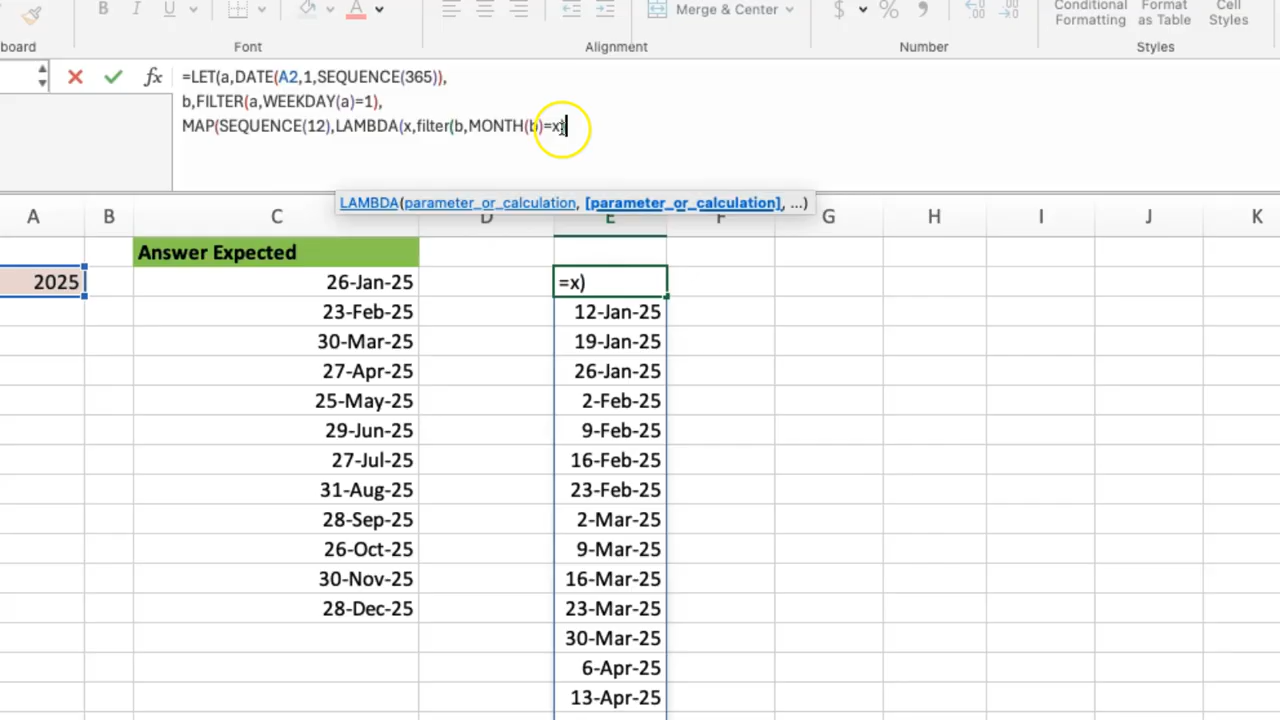 B I U A Merge & Center $ % Conditional Formatting Format as Table Cell Styles
board Font Alignment Number Styles
fx =LET(a,DATE(A2,1,SEQUENCE(365)),
b,FILTER(a,WEEKDAY(a)=1),
MAP(SEQUENCE(12),LAMBDA(x,filter(b,MONTH(b)=x)
LAMBDA(parameter_or_calculation, [parameter_or_calculation], ...)
A B C D E F G H I J K
Answer Expected
2025 26-Jan-25 =x)
23-Feb-25 12-Jan-25
30-Mar-25 19-Jan-25
27-Apr-25 26-Jan-25
25-May-25 2-Feb-25
29-Jun-25 9-Feb-25
27-Jul-25 16-Feb-25
31-Aug-25 23-Feb-25
28-Sep-25 2-Mar-25
26-Oct-25 9-Mar-25
30-Nov-25 16-Mar-25
28-Dec-25 23-Mar-25
30-Mar-25
6-Apr-25
13-Apr-25